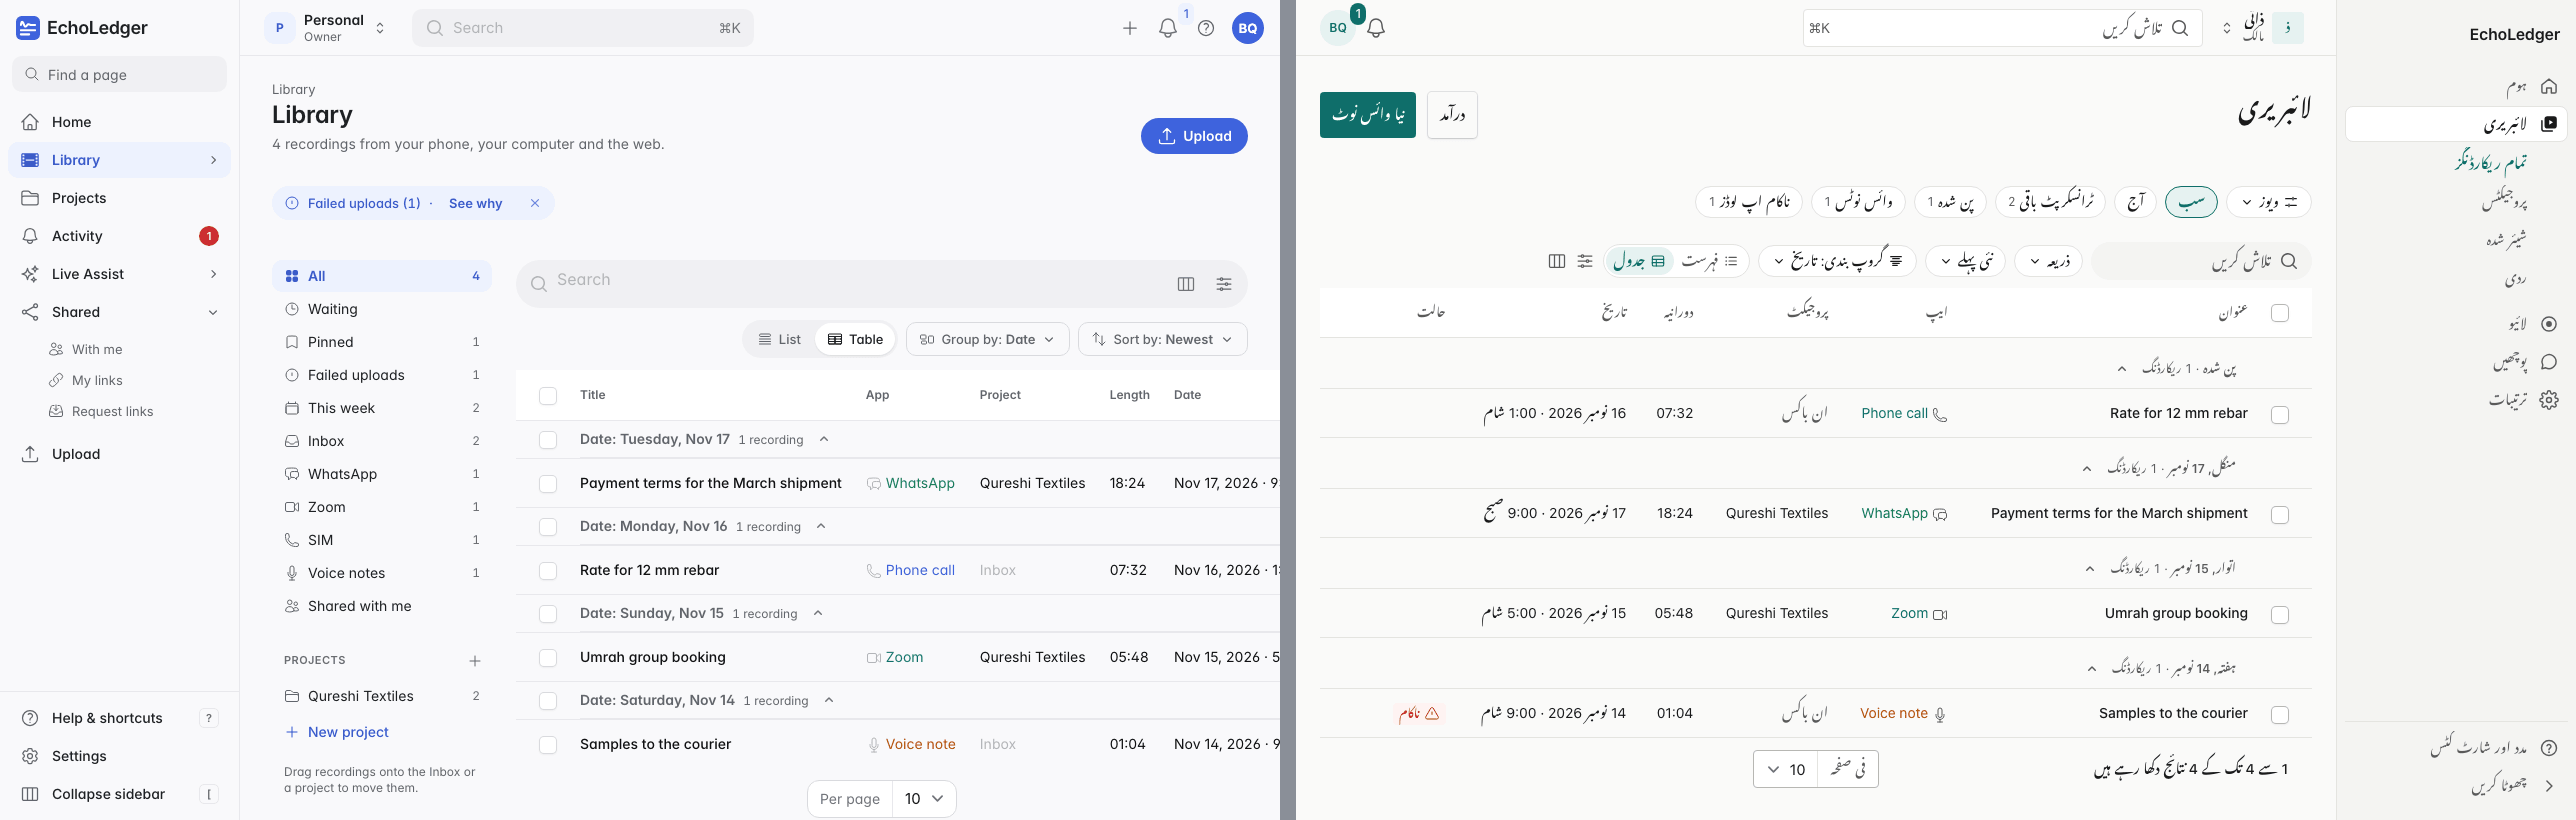 EchoLedger
Find a page
Home
Library
Projects
Activity 1
Live Assist
Shared
With me
My links
Request links
Upload
Help & shortcuts ?
Settings
Collapse sidebar [
P Personal
Owner
Search ⌘K
1
BQ
Library
Library
4 recordings from your phone, your computer and the web.
Upload
Failed uploads (1) · See why
All 4
Waiting
Pinned 1
Failed uploads 1
This week 2
Inbox 2
WhatsApp 1
Zoom 1
SIM 1
Voice notes 1
Shared with me
PROJECTS
Qureshi Textiles 2
New project
Drag recordings onto the Inbox or
a project to move them.
Search
List Table Group by: Date Sort by: Newest
Title App Project Length Date
Date: Tuesday, Nov 17 1 recording
Payment terms for the March shipment WhatsApp Qureshi Textiles 18:24 Nov 17, 2026 · 9
Date: Monday, Nov 16 1 recording
Rate for 12 mm rebar Phone call Inbox 07:32 Nov 16, 2026 · 1
Date: Sunday, Nov 15 1 recording
Umrah group booking Zoom Qureshi Textiles 05:48 Nov 15, 2026 · 5
Date: Saturday, Nov 14 1 recording
Samples to the courier Voice note Inbox 01:04 Nov 14, 2026 · 9
Per page 10
EchoLedger
ہوم
لائبریری
تمام ریکارڈنگز
پروجیکٹس
شیئر شدہ
ردی
لائیو
پوچھیں
ترتیبات
مدد اور شارٹ کٹس
چھوٹا کریں
ذ ذاتی
مالک
تلاش کریں ⌘K
1
BQ
لائبریری
درآمد
نیا وائس نوٹ
ویوز
سب
آج
ٹرانسکرپٹ باقی 2
پن شدہ 1
وائس نوٹس 1
ناکام اپ لوڈز 1
تلاش کریں
ذریعہ
نئی پہلے
گروپ بندی: تاریخ
فہرست
جدول
عنوان ایپ پروجیکٹ دورانیہ تاریخ حالت
پن شدہ · 1 ریکارڈنگ
Rate for 12 mm rebar Phone call ان باکس 07:32 16 نومبر 2026 · 1:00 شام
منگل, 17 نومبر · 1 ریکارڈنگ
Payment terms for the March shipment WhatsApp Qureshi Textiles 18:24 17 نومبر 2026 · 9:00 صبح
اتوار, 15 نومبر · 1 ریکارڈنگ
Umrah group booking Zoom Qureshi Textiles 05:48 15 نومبر 2026 · 5:00 شام
ہفتہ, 14 نومبر · 1 ریکارڈنگ
Samples to the courier Voice note ان باکس 01:04 14 نومبر 2026 · 9:00 شام ناکام
1 سے 4 تک کے 4 نتائج دکھا رہے ہیں
فی صفحہ 10